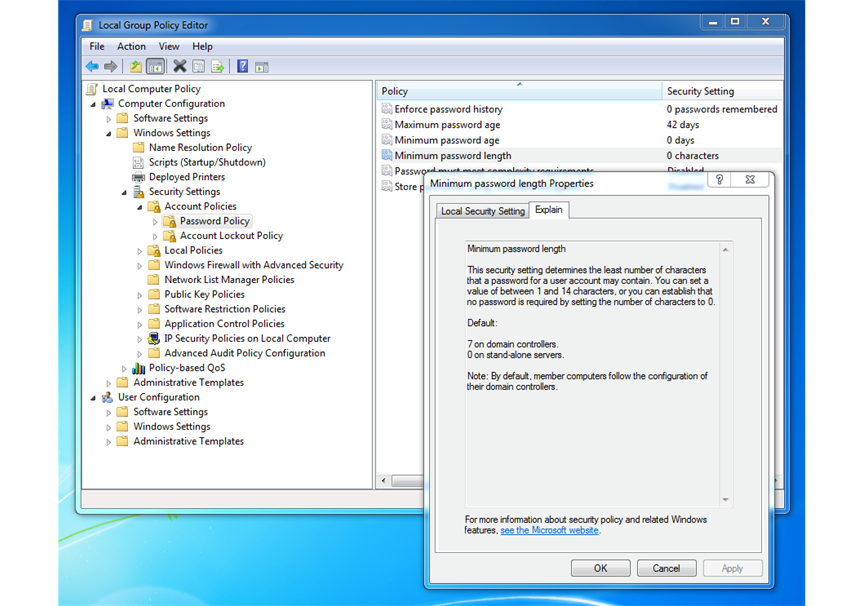 Local Group Policy Editor
File Action View Help
Local Computer Policy
Computer Configuration
Software Settings
Windows Settings
Name Resolution Policy
Scripts (Startup/Shutdown)
Deployed Printers
Security Settings
Account Policies
Password Policy
Account Lockout Policy
Local Policies
Windows Firewall with Advanced Security
Network List Manager Policies
Public Key Policies
Software Restriction Policies
Application Control Policies
IP Security Policies on Local Computer
Advanced Audit Policy Configuration
Policy-based QoS
Administrative Templates
User Configuration
Software Settings
Windows Settings
Administrative Templates
Policy Security Setting
Enforce password history 0 passwords remembered
Maximum password age 42 days
Minimum password age 0 days
Minimum password length 0 characters
Password must meet complexity requirements Disabled
Store
Minimum password length Properties
Local Security Setting Explain
Minimum password length
This security setting determines the least number of characters
that a password for a user account may contain. You can set a
value of between 1 and 14 characters, or you can establish that
no password is required by setting the number of characters to 0.
Default:
7 on domain controllers.
0 on stand-alone servers.
Note: By default, member computers follow the configuration of
their domain controllers.
For more information about security policy and related Windows
features, see the Microsoft website.
OK Cancel Apply